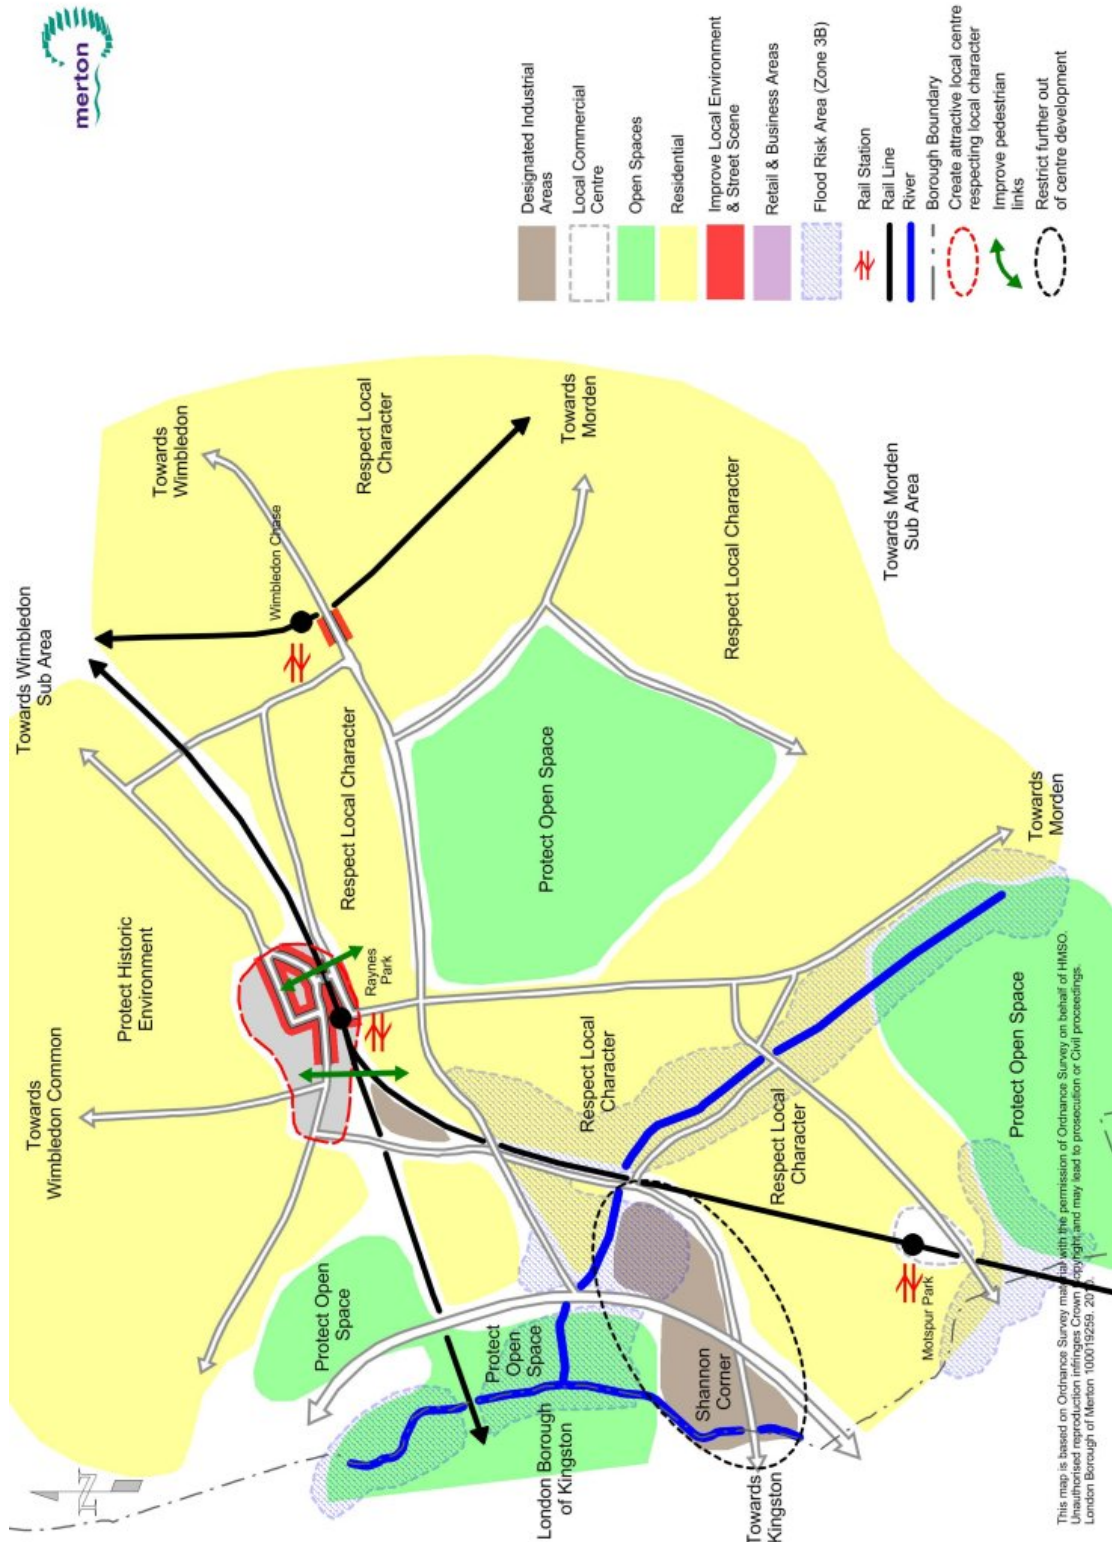 merton
Towards
Wimbledon Common
Towards Wimbledon
Sub Area
Protect Historic
Environment
Towards
Wimbledon
Wimbledon Chase
Respect Local
Character
Raynes
Park
Respect Local Character
Towards
Morden
Protect Open
Space
Protect Open Space
Respect Local Character
London Borough
of Kingston
Protect
Open
Space
Respect Local
Character
Shannon
Corner
Towards
Kingston
Respect Local
Character
Towards Morden
Sub Area
Motspur Park
Towards
Morden
Protect Open Space
N
Designated Industrial
Areas
Local Commercial
Centre
Open Spaces
Residential
Improve Local Environment
& Street Scene
Retail & Business Areas
Flood Risk Area (Zone 3B)
Rail Station
Rail Line
River
Borough Boundary
Create attractive local centre
respecting local character
Improve pedestrian
links
Restrict further out
of centre development
This map is based on Ordnance Survey material with the permission of Ordnance Survey on behalf of HMSO.
Unauthorised reproduction infringes Crown copyright and may lead to prosecution or Civil proceedings.
London Borough of Merton 100019259.